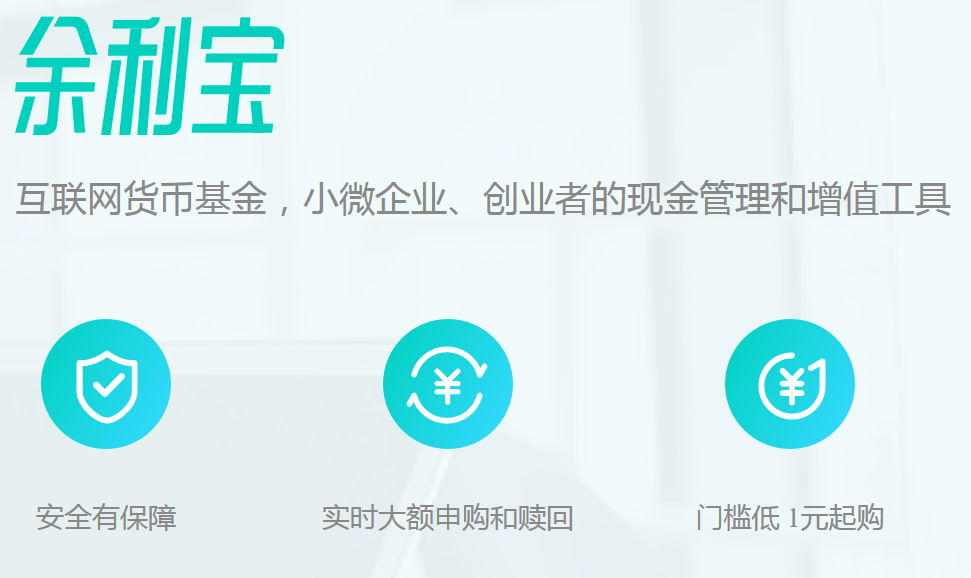 余利宝
互联网货币基金，小微企业、创业者的现金管理和增值工具
安全有保障
实时大额申购和赎回
门槛低 1元起购